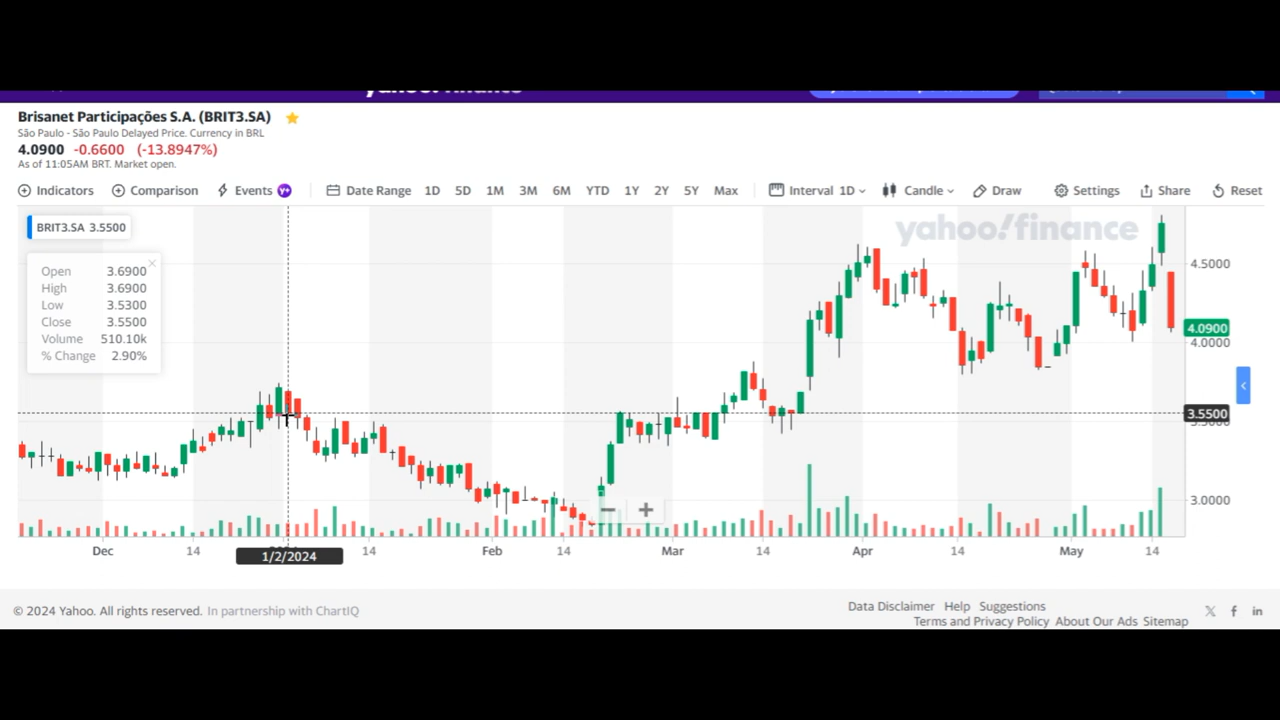 Brisanet Participações S.A. (BRIT3.SA)
São Paulo - São Paulo Delayed Price. Currency in BRL
4.0900 -0.6600 (-13.8947%)
As of 11:05AM BRT. Market open.
Indicators Comparison Events Y+ Date Range 1D 5D 1M 3M 6M YTD 1Y 2Y 5Y Max Interval 1D Candle Draw Settings Share Reset
BRIT3.SA 3.5500
yahoo!finance
Open 3.6900
High 3.6900
Low 3.5300
Close 3.5500
Volume 510.10k
% Change 2.90%
4.5000
4.0900
4.0000
3.5500
3.0000
Dec 14 14 Feb 14 Mar 14 Apr 14 May 14
1/2/2024
© 2024 Yahoo. All rights reserved. In partnership with ChartIQ
Data Disclaimer Help Suggestions
Terms and Privacy Policy About Our Ads Sitemap